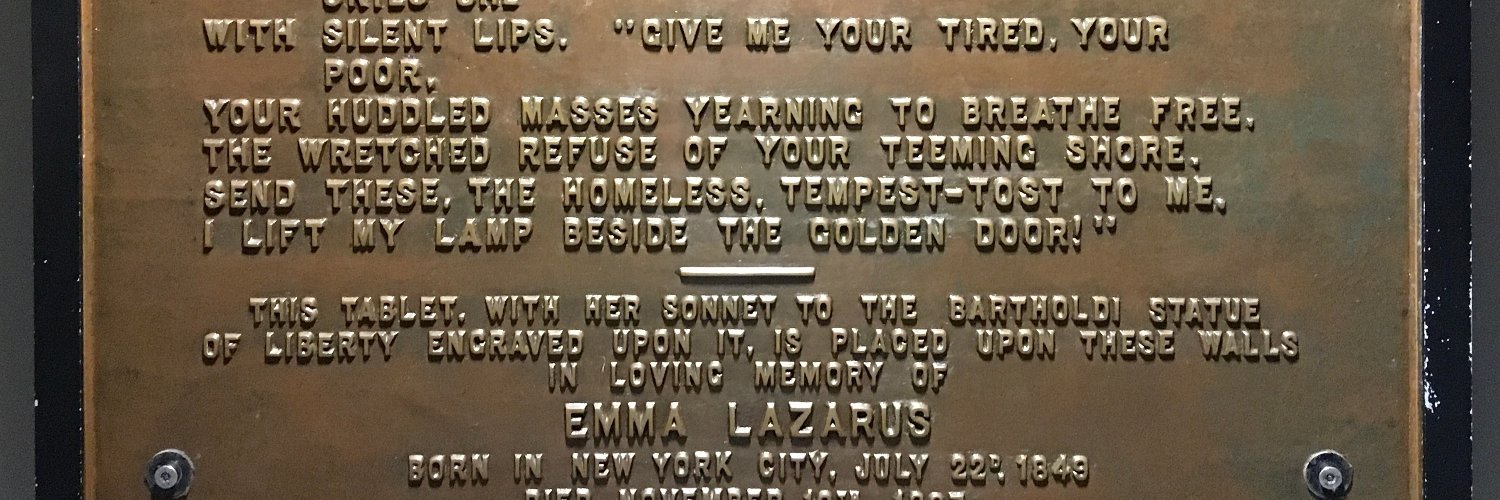 WITH SILENT LIPS. "GIVE ME YOUR TIRED, YOUR
POOR,
YOUR HUDDLED MASSES YEARNING TO BREATHE FREE,
THE WRETCHED REFUSE OF YOUR TEEMING SHORE,
SEND THESE, THE HOMELESS, TEMPEST-TOST TO ME,
I LIFT MY LAMP BESIDE THE GOLDEN DOOR!"
THIS TABLET, WITH HER SONNET TO THE BARTHOLDI STATUE
OF LIBERTY ENGRAVED UPON IT, IS PLACED UPON THESE WALLS
IN LOVING MEMORY OF
EMMA LAZARUS
BORN IN NEW YORK CITY, JULY 22D, 1849